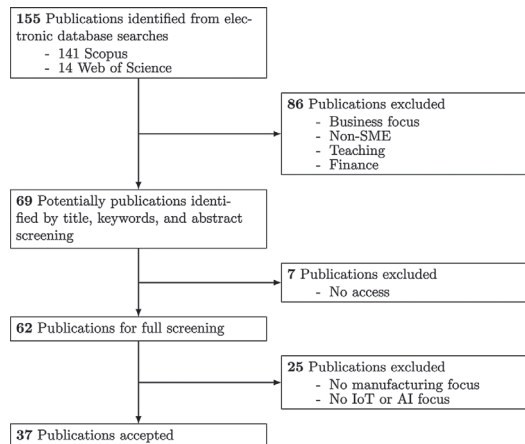 155 Publications identified from elec-
tronic database searches
- 141 Scopus
- 14 Web of Science
86 Publications excluded
- Business focus
- Non-SME
- Teaching
- Finance
69 Potentially publications identi-
fied by title, keywords, and abstract
screening
7 Publications excluded
- No access
62 Publications for full screening
25 Publications excluded
- No manufacturing focus
- No IoT or AI focus
37 Publications accepted